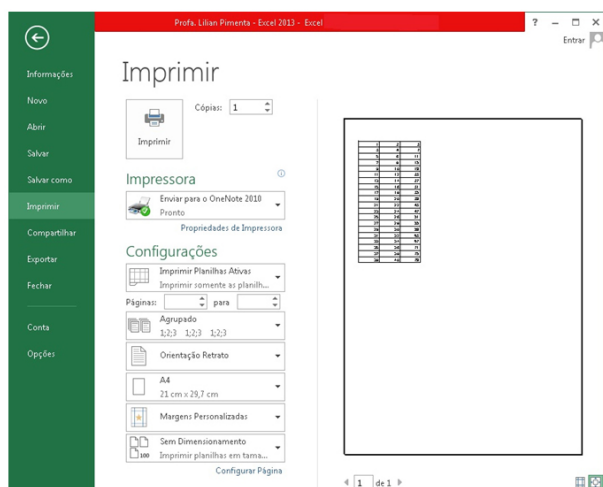 Profa. Lilian Pimenta - Excel 2013 - Excel
?
Entrar
Informações
Novo
Abrir
Salvar
Salvar como
Imprimir
Compartilhar
Exportar
Fechar
Conta
Opções
Imprimir
Cópias: 1
Imprimir
Impressora
Enviar para o OneNote 2010
Pronto
Propriedades de Impressora
Configurações
Imprimir Planilhas Ativas
Imprimir somente as planilh...
Páginas: para
Agrupado
1;2;3 1;2;3 1;2;3
Orientação Retrato
A4
21 cm x 29,7 cm
Margens Personalizadas
Sem Dimensionamento
100 Imprimir planilhas em tama...
Configurar Página
1 de 1